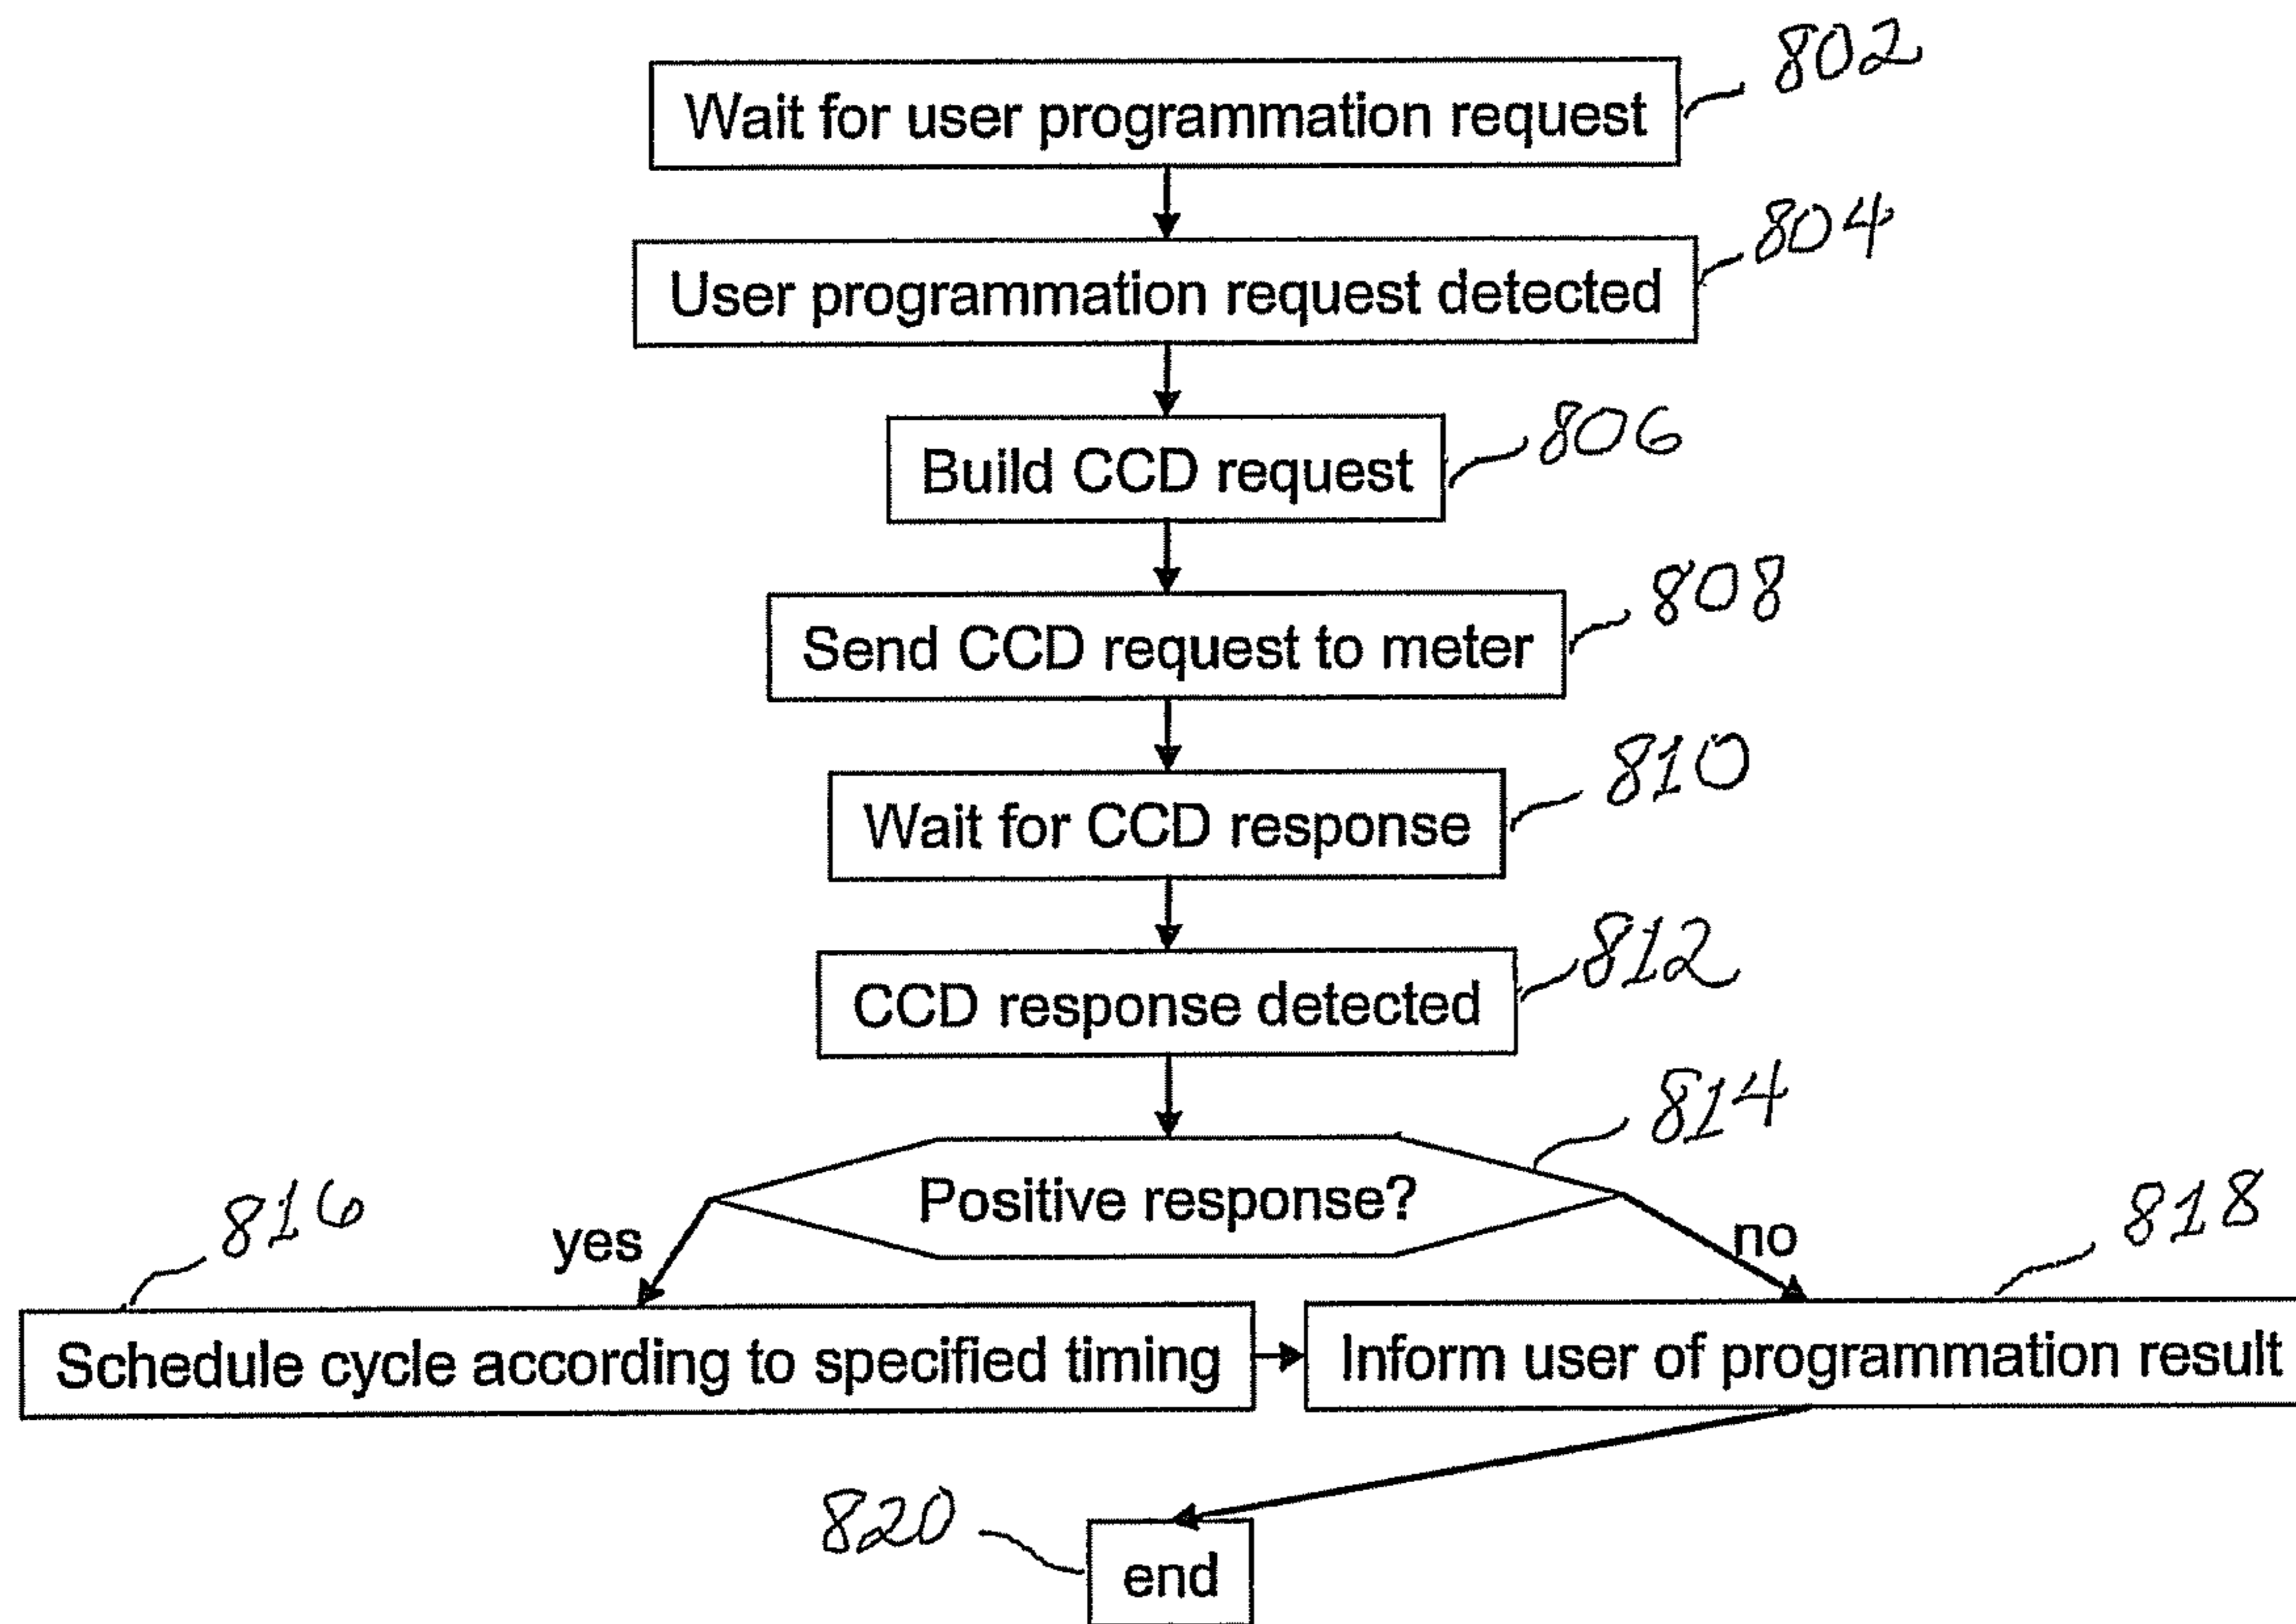 802
Wait for user programmation request
804
User programmation request detected
806
Build CCD request
808
Send CCD request to meter
810
Wait for CCD response
812
CCD response detected
814
Positive response?
816
yes
no
818
Schedule cycle according to specified timing
Inform user of programmation result
820
end